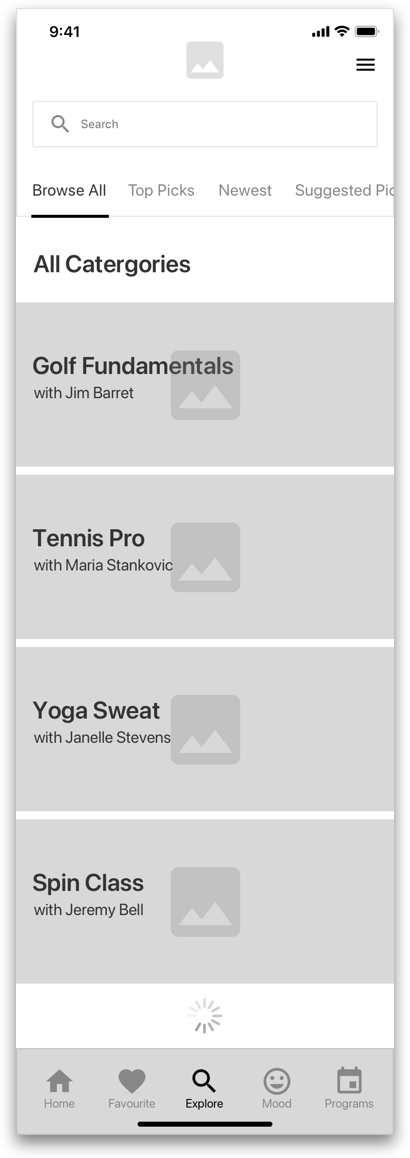 9:41
Search
Browse All Top Picks Newest Suggested Pic
All Catergories
Golf Fundamentals
with Jim Barret
Tennis Pro
with Maria Stankovic
Yoga Sweat
with Janelle Stevens
Spin Class
with Jeremy Bell
Home Favourite Explore Mood Programs